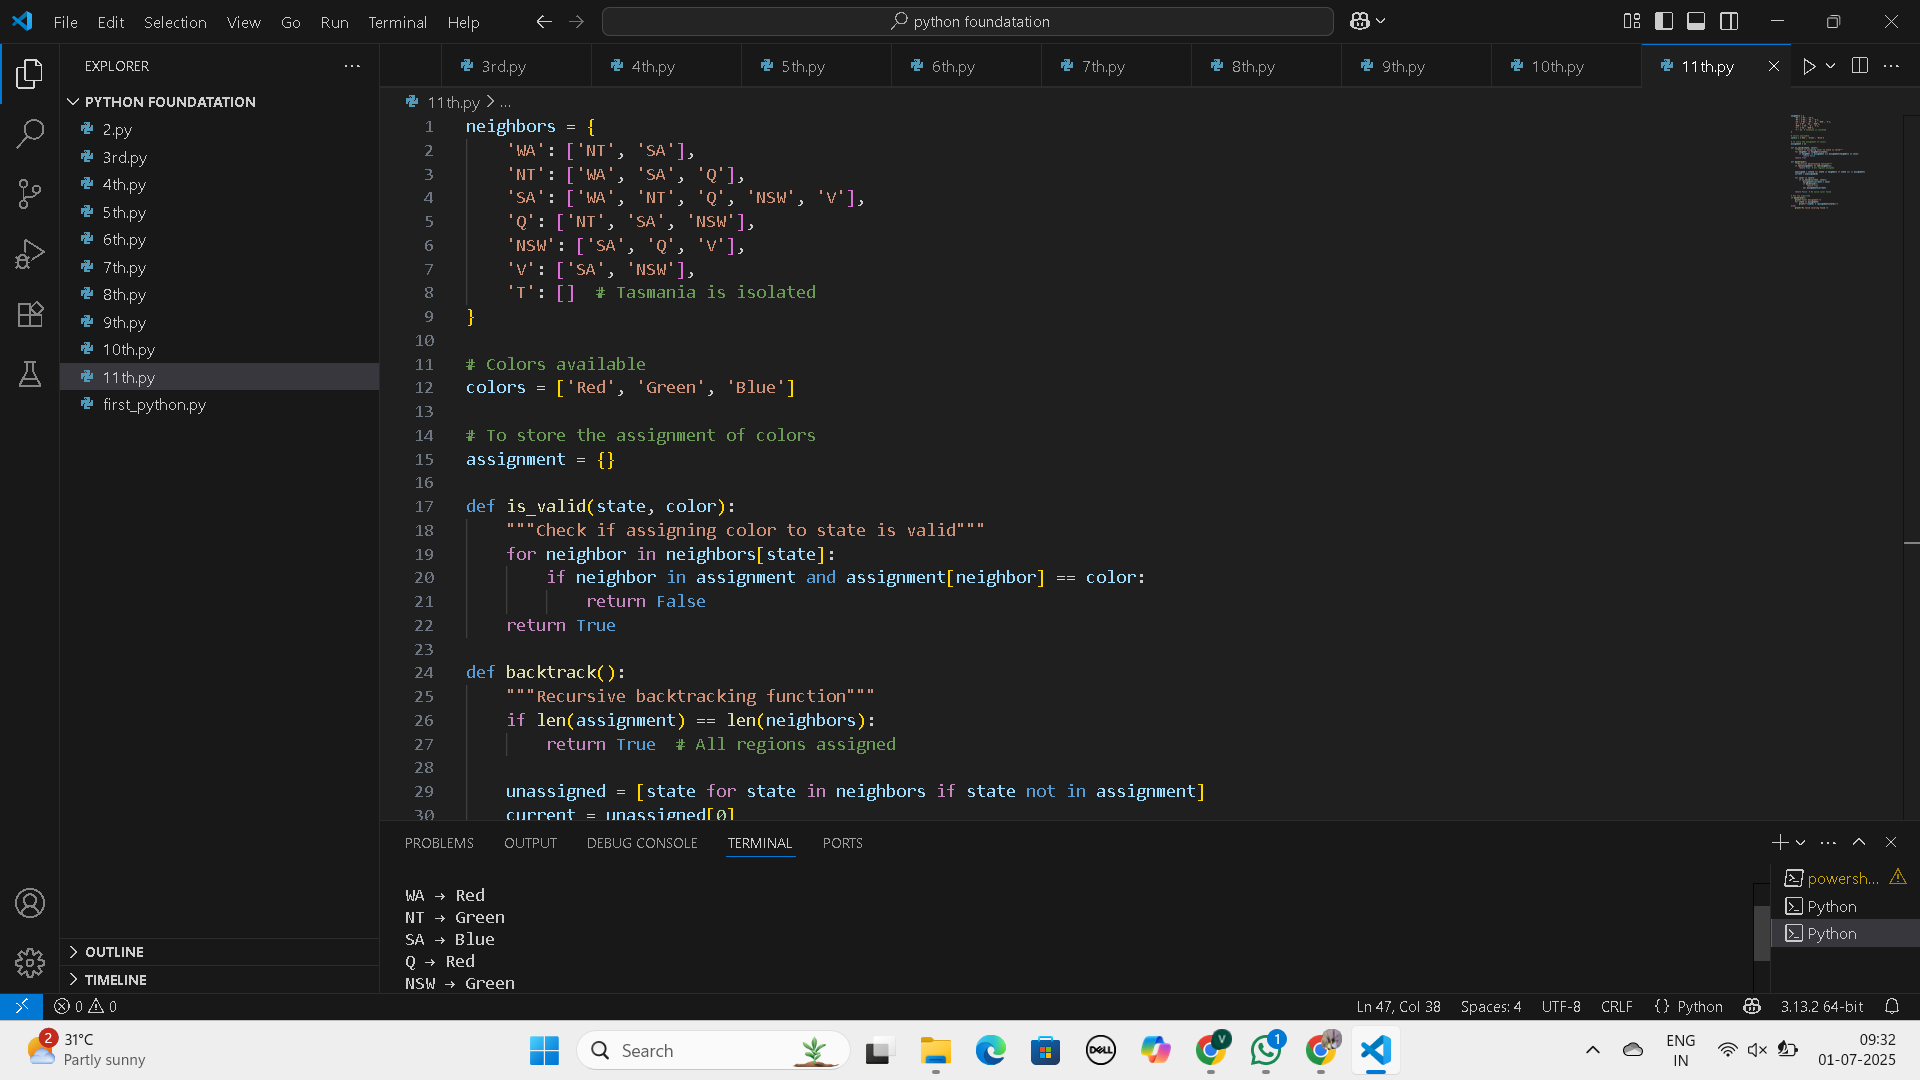 File Edit Selection View Go Run Terminal Help
python foundatation
EXPLORER
PYTHON FOUNDATATION
2.py
3rd.py
4th.py
5th.py
6th.py
7th.py
8th.py
9th.py
10th.py
11th.py
first_python.py
OUTLINE
TIMELINE
3rd.py 4th.py 5th.py 6th.py 7th.py 8th.py 9th.py 10th.py 11th.py
11th.py > ...
1 neighbors = {
2 'WA': ['NT', 'SA'],
3 'NT': ['WA', 'SA', 'Q'],
4 'SA': ['WA', 'NT', 'Q', 'NSW', 'V'],
5 'Q': ['NT', 'SA', 'NSW'],
6 'NSW': ['SA', 'Q', 'V'],
7 'V': ['SA', 'NSW'],
8 'T': [] # Tasmania is isolated
9 }
10
11 # Colors available
12 colors = ['Red', 'Green', 'Blue']
13
14 # To store the assignment of colors
15 assignment = {}
16
17 def is_valid(state, color):
18 """Check if assigning color to state is valid"""
19 for neighbor in neighbors[state]:
20 if neighbor in assignment and assignment[neighbor] == color:
21 return False
22 return True
23
24 def backtrack():
25 """Recursive backtracking function"""
26 if len(assignment) == len(neighbors):
27 return True # All regions assigned
28
29 unassigned = [state for state in neighbors if state not in assignment]
30 current = unassigned[0]
PROBLEMS OUTPUT DEBUG CONSOLE TERMINAL PORTS
WA → Red
NT → Green
SA → Blue
Q → Red
NSW → Green
powersh...
Python
Python
0 0
Ln 47, Col 38 Spaces: 4 UTF-8 CRLF {} Python 3.13.2 64-bit
2
31°C
Partly sunny
Search
DELL
V
1
ENG
IN
09:32
01-07-2025